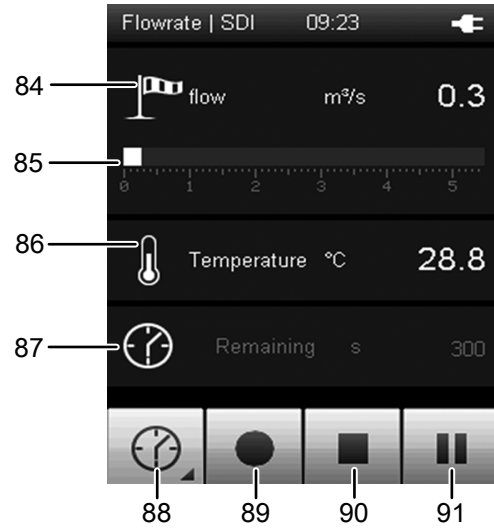 Flowrate | SDI 09:23
84 flow m³/s 0.3
85
0 1 2 3 4 5
86 Temperature °C 28.8
87 Remaining s 300
88 89 90 91